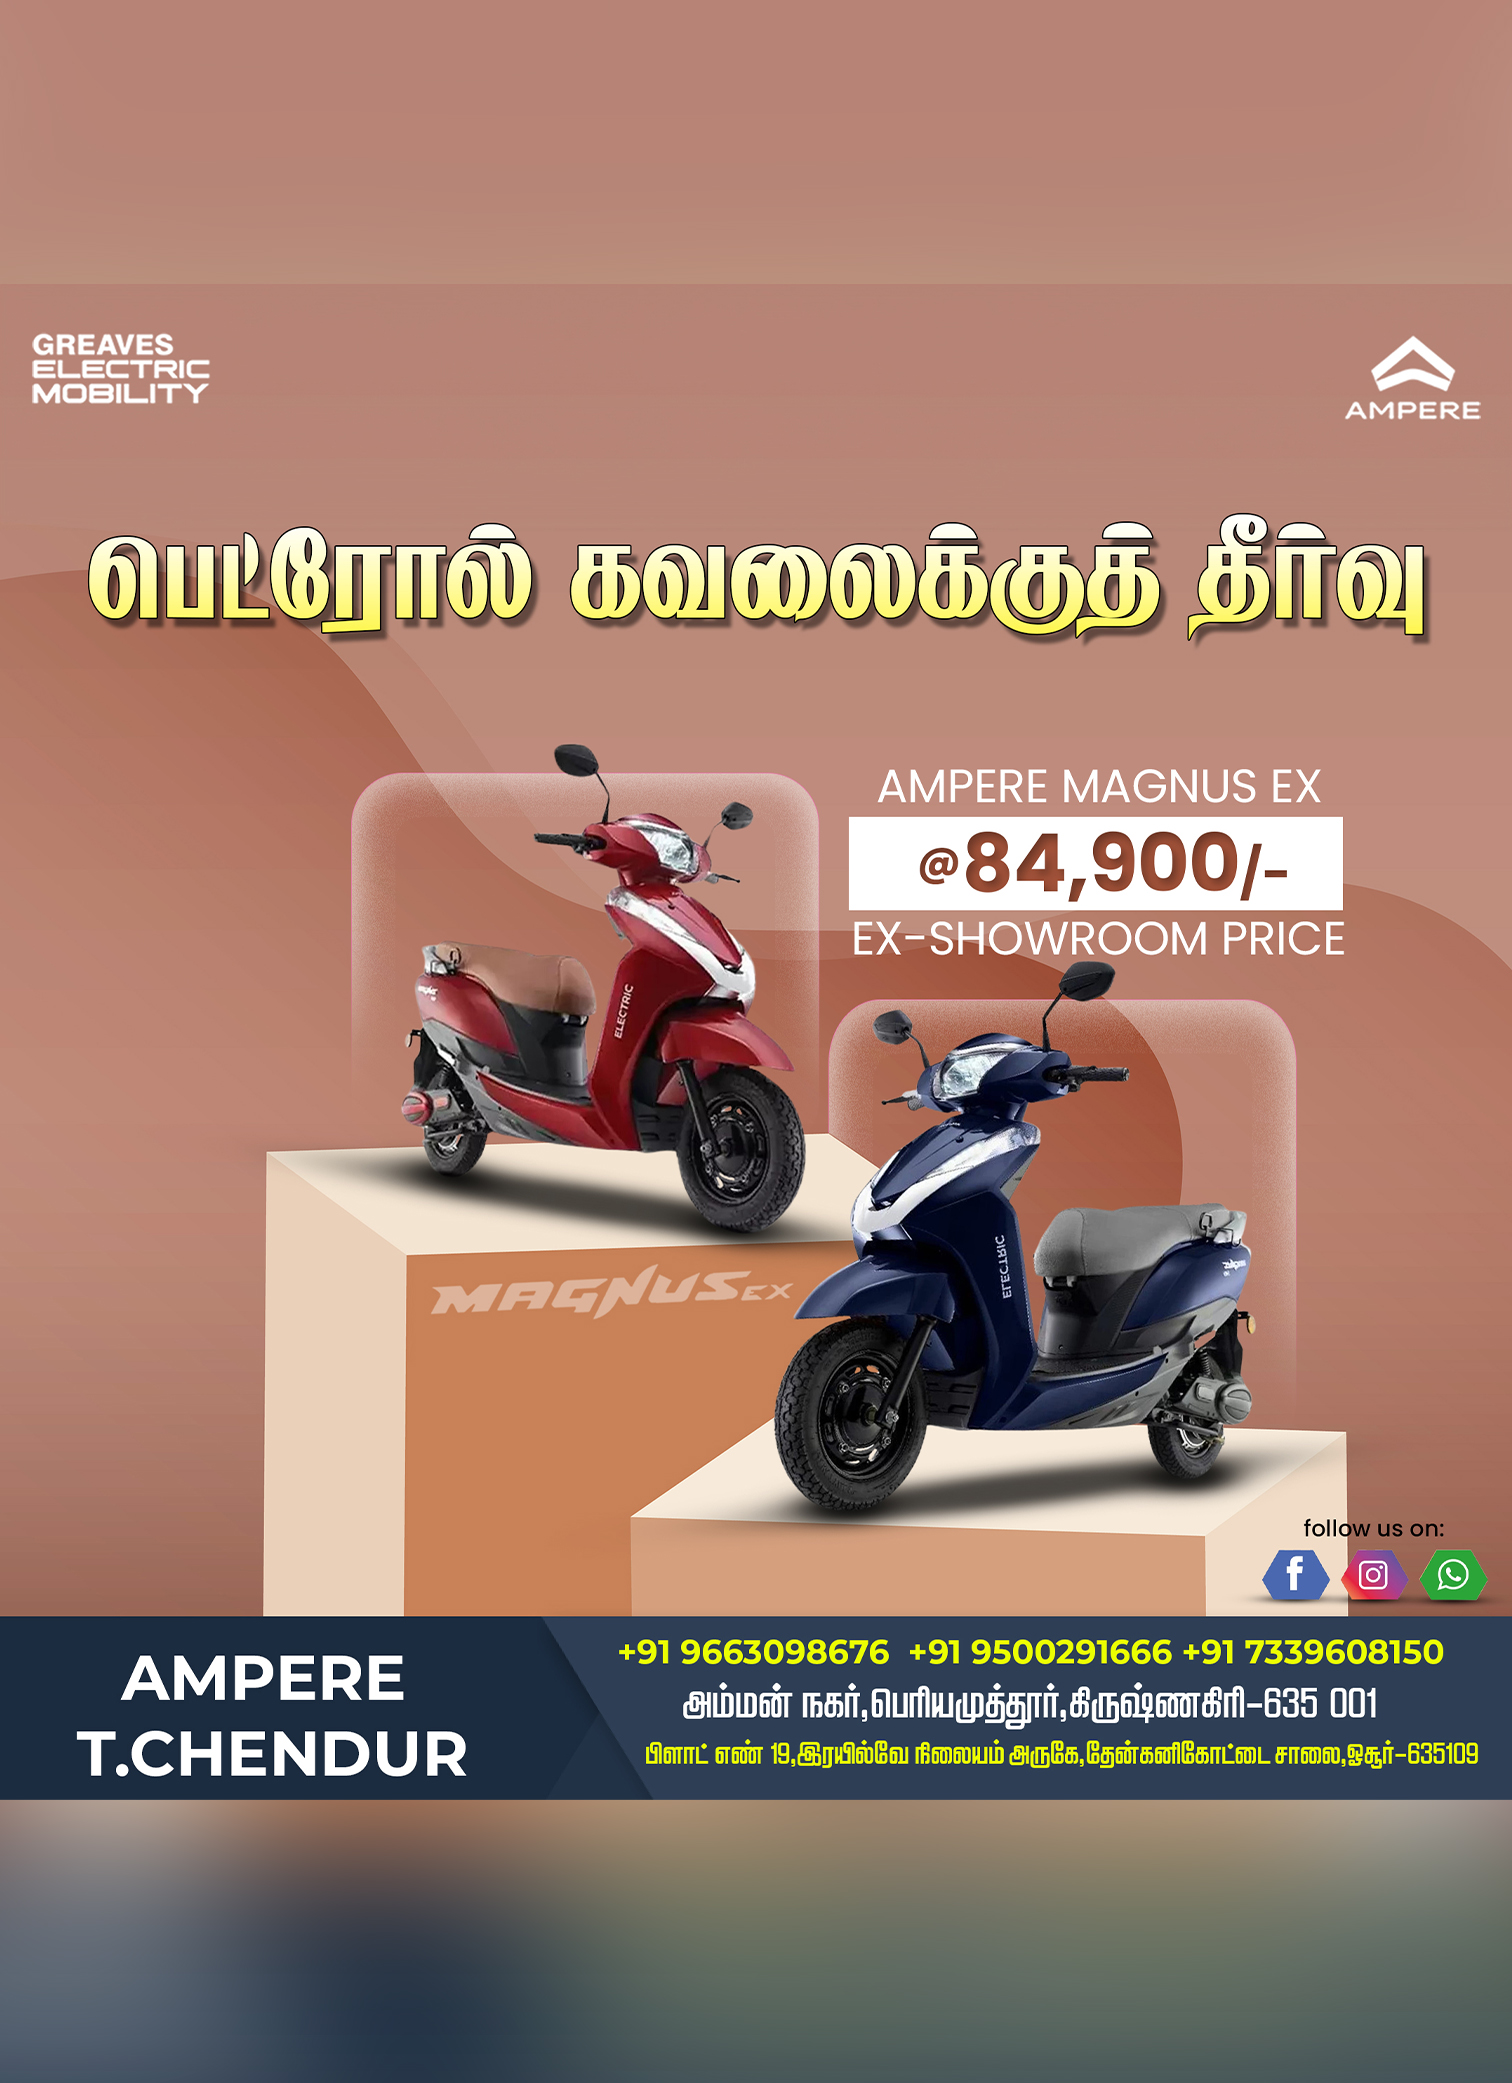 GREAVES
ELECTRIC
MOBILITY
AMPERE
பெட்ரோல் கவலைக்குத் தீர்வு
AMPERE MAGNUS EX
@84,900/-
EX-SHOWROOM PRICE
ELECTRIC
ELECTRIC
MAGNUS EX
follow us on:
AMPERE
T.CHENDUR
+91 9663098676 +91 9500291666 +91 7339608150
அம்மன் நகர்,பெரியமுத்தூர்,கிருஷ்ணகிரி-635 001
பிளாட் எண் 19,இரயில்வே நிலையம் அருகே,தேன்கனிகோட்டை சாலை,ஓசூர்-635109